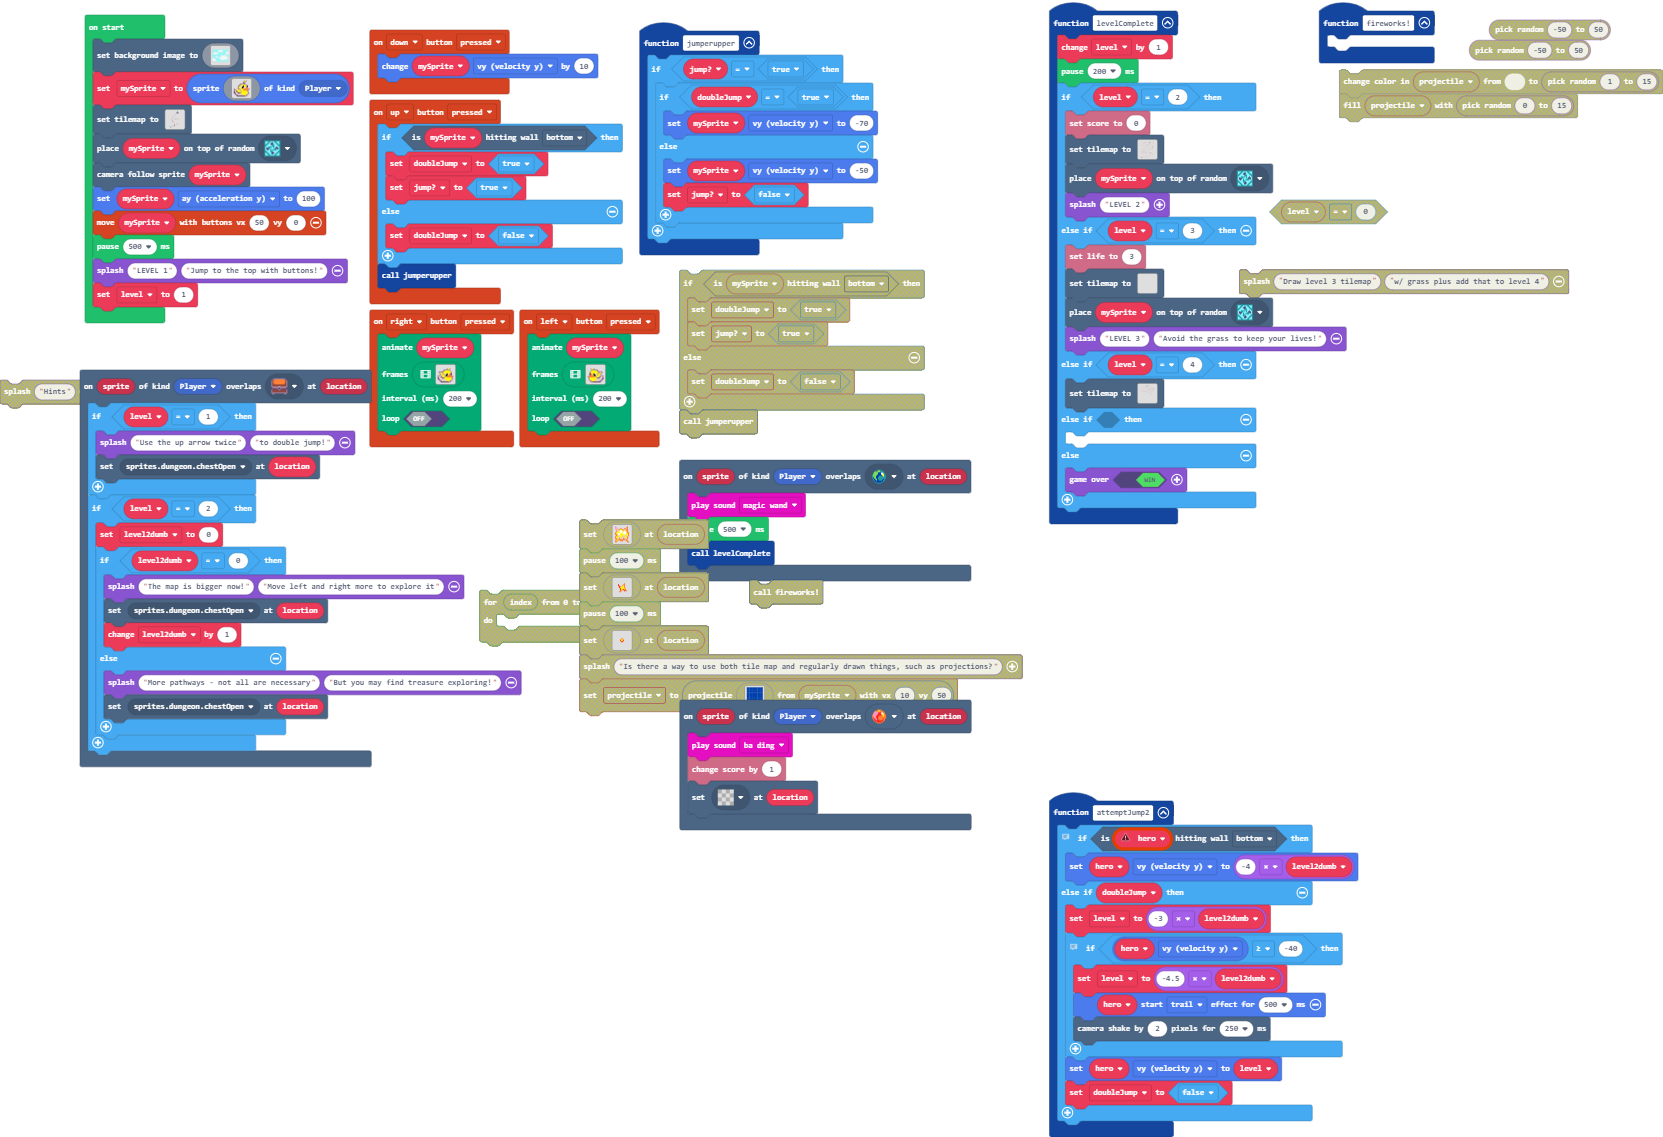 on start
set background image to
set mySprite to sprite of kind Player
set tilemap to
place mySprite on top of random
camera follow sprite mySprite
set mySprite ay (acceleration y) to 100
move mySprite with buttons vx 50 vy 0
pause 500 ms
splash "LEVEL 1" "Jump to the top with buttons!"
set level to 1
on down button pressed
change mySprite vy (velocity y) by 10
on up button pressed
if is mySprite hitting wall bottom then
set doubleJump to true
set jump? to true
else
set doubleJump to false
call jumperupper
on right button pressed
animate mySprite
frames
interval (ms) 200
loop OFF
on left button pressed
animate mySprite
frames
interval (ms) 200
loop OFF
function jumperupper
if jump? = true then
if doubleJump = true then
set mySprite vy (velocity y) to -70
else
set mySprite vy (velocity y) to -50
set jump? to false
if is mySprite hitting wall bottom then
set doubleJump to true
set jump? to true
else
set doubleJump to false
call jumperupper
splash "Hints"
on sprite of kind Player overlaps at location
if level = 1 then
splash "Use the up arrow twice" "to double jump!"
set sprites.dungeon.chestOpen at location
if level = 2 then
set level2dumb to 0
if level2dumb = 0 then
splash "The map is bigger now!" "Move left and right more to explore it"
set sprites.dungeon.chestOpen at location
change level2dumb by 1
else
splash "More pathways - not all are necessary" "But you may find treasure exploring!"
set sprites.dungeon.chestOpen at location
on sprite of kind Player overlaps at location
play sound magic wand
e 500 ms
call levelComplete
call fireworks!
for index from 0 t
do
set at location
pause 100 ms
set at location
pause 100 ms
set at location
splash "Is there a way to use both tile map and regularly drawn things, such as projections?"
set projectile to projectile from mySprite with vx 10 vy 50
on sprite of kind Player overlaps at location
play sound ba ding
change score by 1
set at location
function levelComplete
change level by 1
pause 200 ms
if level = 2 then
set score to 0
set tilemap to
place mySprite on top of random
splash "LEVEL 2"
else if level = 3 then
set life to 3
set tilemap to
place mySprite on top of random
splash "LEVEL 3" "Avoid the grass to keep your lives!"
else if level = 4 then
set tilemap to
else if then
else
game over WIN
function fireworks!
pick random -50 to 50
pick random -50 to 50
change color in projectile from to pick random 1 to 15
fill projectile with pick random 0 to 15
level = 0
splash "Draw level 3 tilemap" "w/ grass plus add that to level 4"
function attemptJump2
if is hero hitting wall bottom then
set hero vy (velocity y) to -4 × level2dumb
else if doubleJump then
set level to -3 × level2dumb
if hero vy (velocity y) ≥ -40 then
set level to -4.5 × level2dumb
hero start trail effect for 500 ms
camera shake by 2 pixels for 250 ms
set hero vy (velocity y) to level
set doubleJump to false